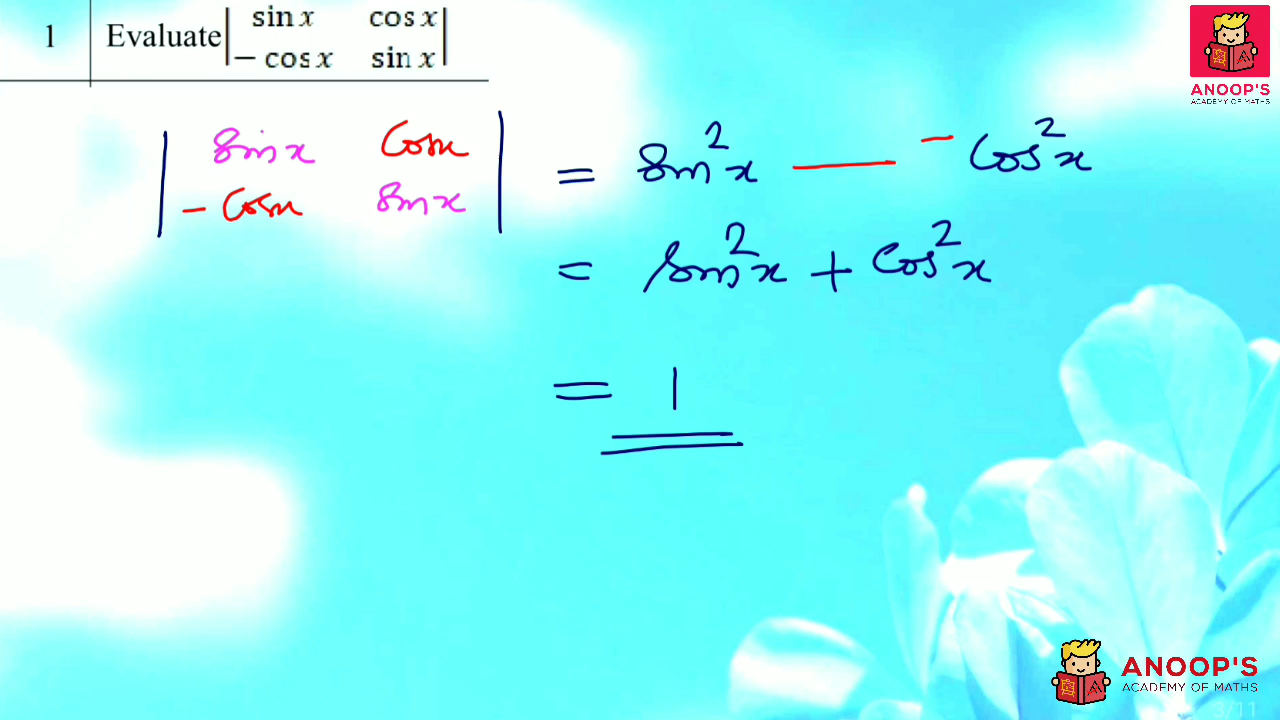 1 Evaluate | sin x cos x |
| − cos x sin x |
ANOOP'S
ACADEMY OF MATHS
| sin x cos x | = sin²x — − cos²x
| − cos x sin x |
= sin²x + cos²x
= 1
ANOOP'S
ACADEMY OF MATHS
3/11